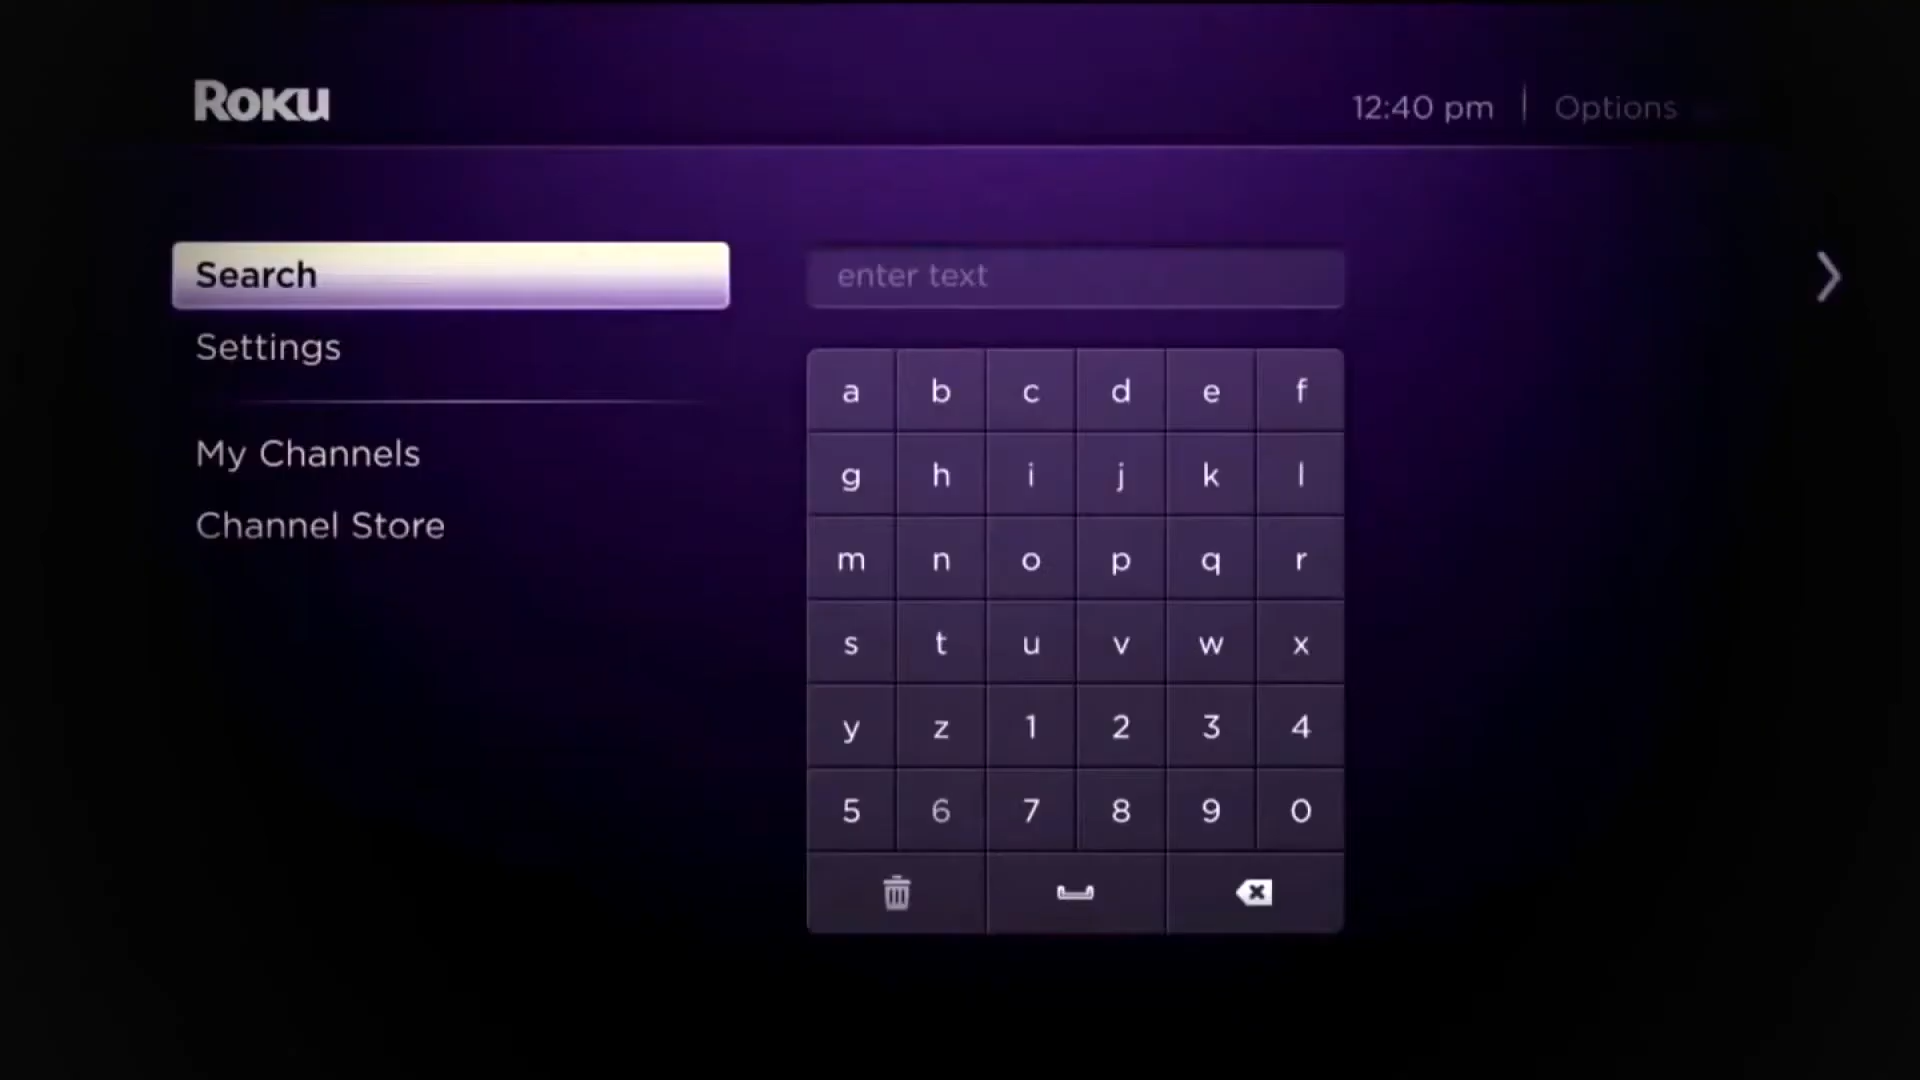 Roku
12:40 pm | Options
Search
Settings
My Channels
Channel Store
enter text
a b c d e f
g h i j k l
m n o p q r
s t u v w x
y z 1 2 3 4
5 6 7 8 9 0